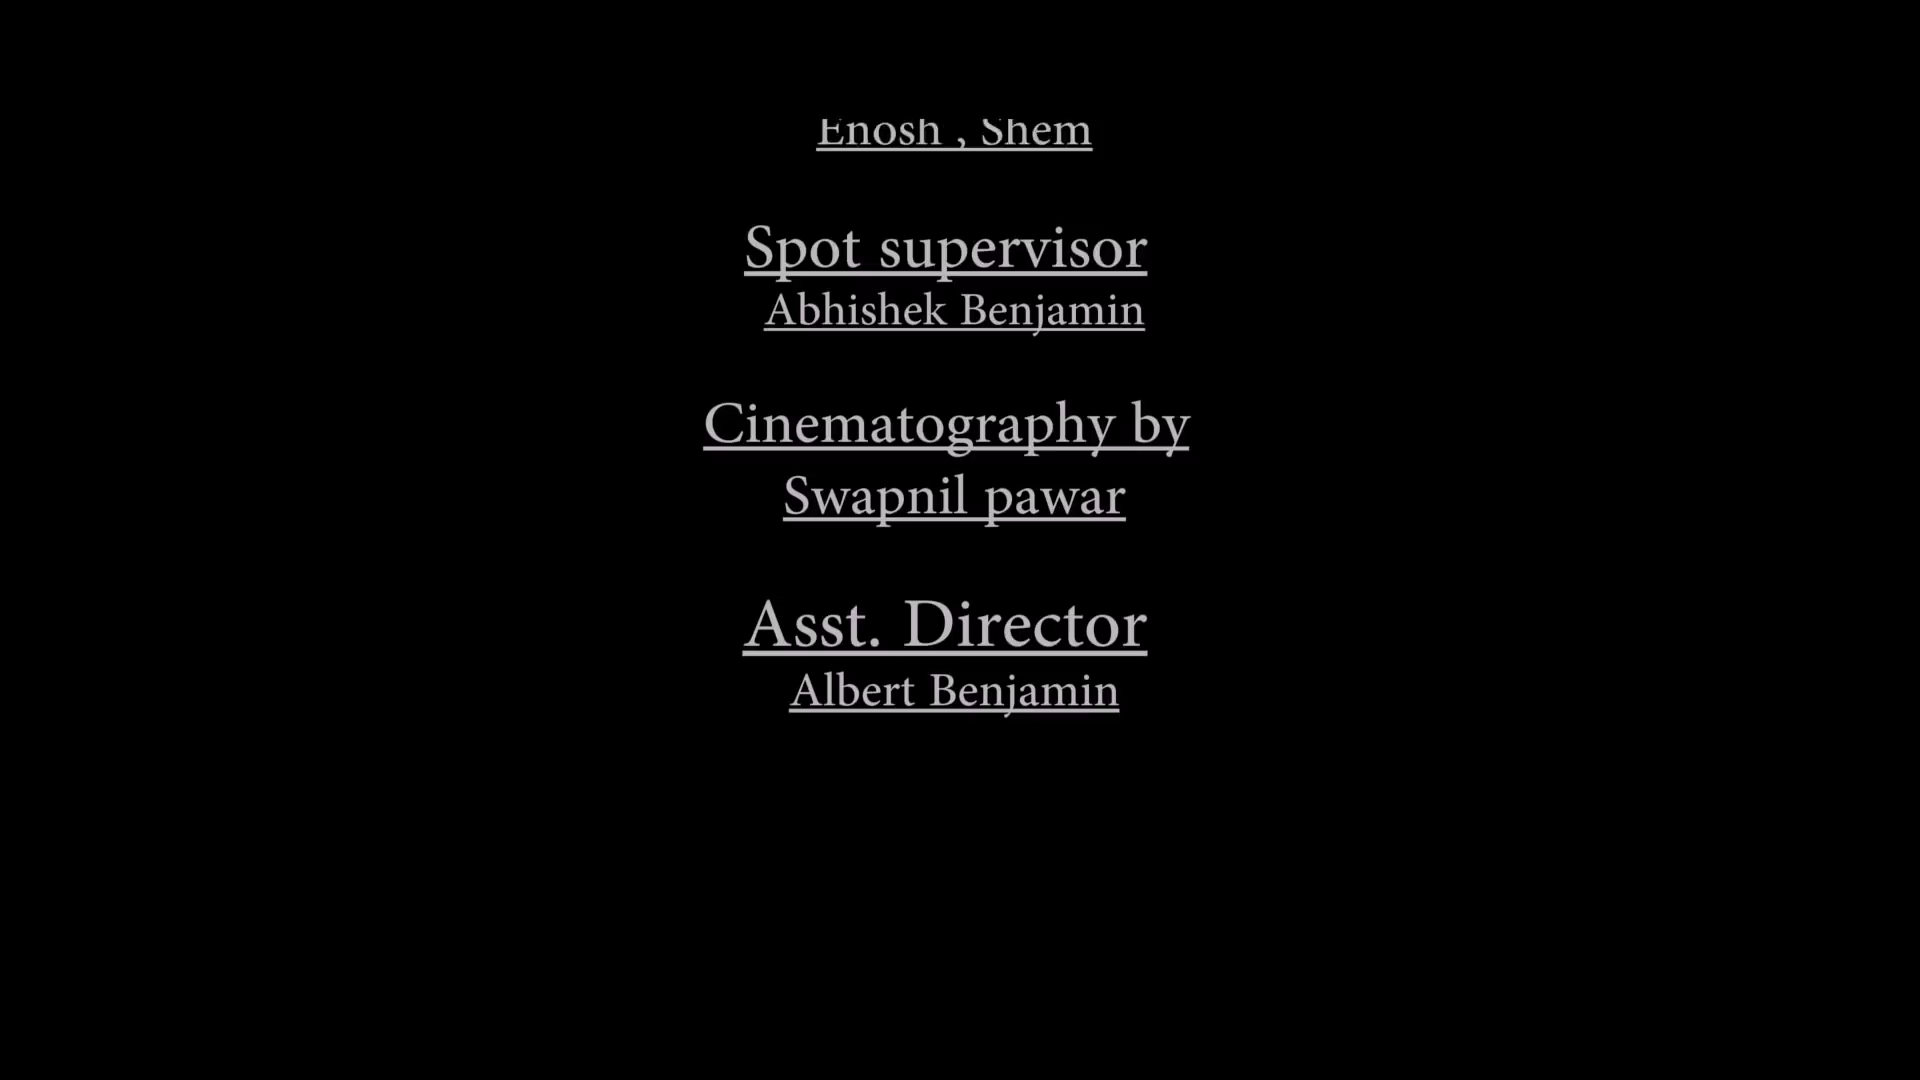 Enosh , Shem
Spot supervisor
Abhishek Benjamin
Cinematography by
Swapnil pawar
Asst. Director
Albert Benjamin